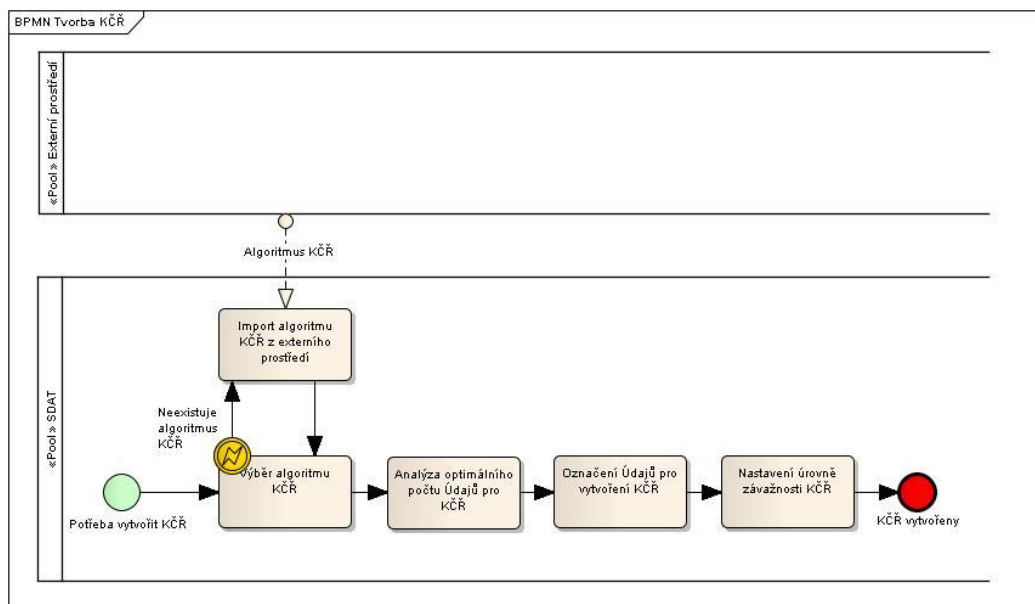 BPMN Tvorba KČŘ
«Pool» Externí prostředí
Algoritmus KČŘ
«Pool» SDAT
Import algoritmu
KČŘ z externího
prostředí
Neexistuje
algoritmus
KČŘ
Výběr algoritmu
KČŘ
Analýza optimálního
počtu Údajů pro
KČŘ
Označení Údajů pro
vytvoření KČŘ
Nastavení úrovně
závažnosti KČŘ
Potřeba vytvořit KČŘ
KČŘ vytvořeny